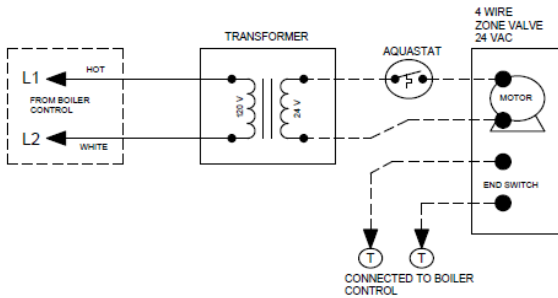 4 WIRE
ZONE VALVE
24 VAC
TRANSFORMER
AQUASTAT
L1
HOT
FROM BOILER
CONTROL
L2
WHITE
120 V
24 V
MOTOR
END SWITCH
T
T
CONNECTED TO BOILER
CONTROL